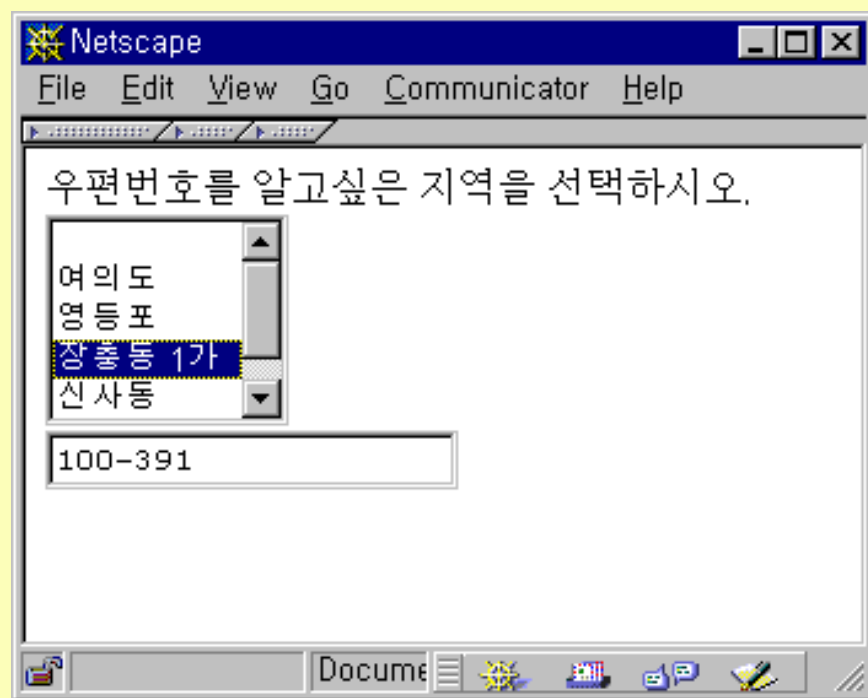 Netscape
File Edit View Go Communicator Help
우편번호를 알고싶은 지역을 선택하시오.
여의도
영등포
장충동 1가
신사동
100-391
Docume